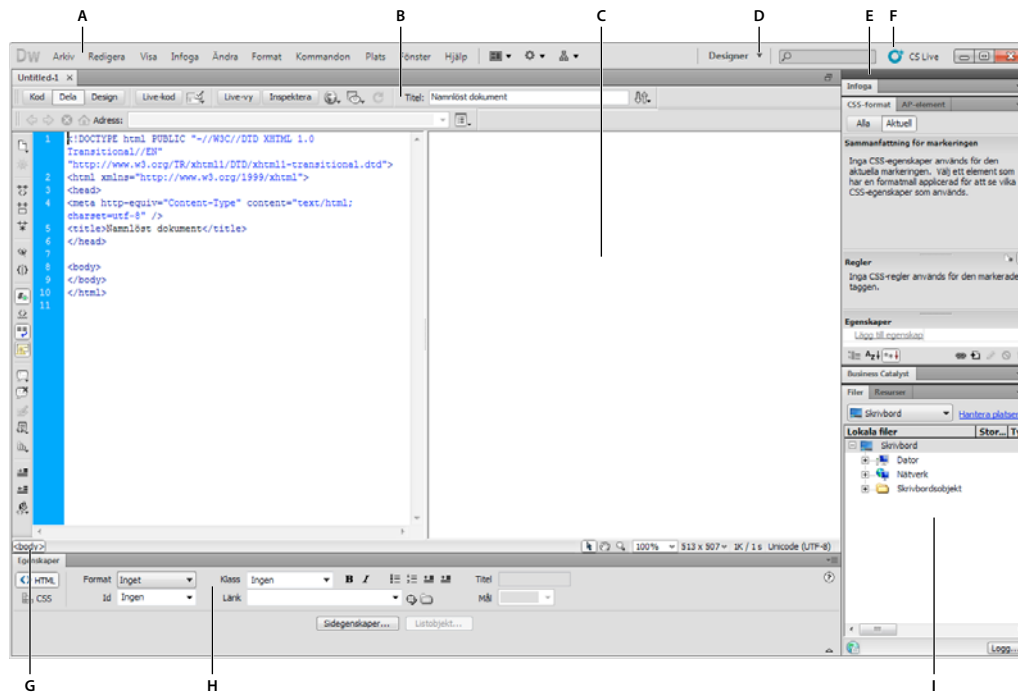 A B C D E F
DW Arkiv Redigera Visa Infoga Ändra Format Kommandon Plats Fönster Hjälp Designer CS Live
Untitled-1 ×
Kod Dela Design Live-kod Live-vy Inspektera Titel: Namnlöst dokument
Adress:
1 <!DOCTYPE html PUBLIC "-//W3C//DTD XHTML 1.0
Transitional//EN"
"http://www.w3.org/TR/xhtml1/DTD/xhtml1-transitional.dtd">
2 <html xmlns="http://www.w3.org/1999/xhtml">
3 <head>
4 <meta http-equiv="Content-Type" content="text/html;
charset=utf-8" />
5 <title>Namnlöst dokument</title>
6 </head>
7
8 <body>
9 </body>
10 </html>
11
<body> 100% 513 x 507 1K / 1 s Unicode (UTF-8)
Infoga
CSS-format AP-element
Alla Aktuell
Sammanfattning för markeringen
Inga CSS-egenskaper används för den
aktuella markeringen. Välj ett element som
har en formatmall applicerad för att se vilka
CSS-egenskaper som används.
Regler
Inga CSS-regler används för den markerade
taggen.
Egenskaper
Lägg till egenskap
Business Catalyst
Filer Resurser
Skrivbord Hantera platser
Lokala filer Stor... Ty
Skrivbord
Dator
Nätverk
Skrivbordsobjekt
Logg...
Egenskaper
HTML Format Inget Klass Ingen B I Titel
CSS Id Ingen Länk Mål
Sidegenskaper... Listobjekt...
G H I